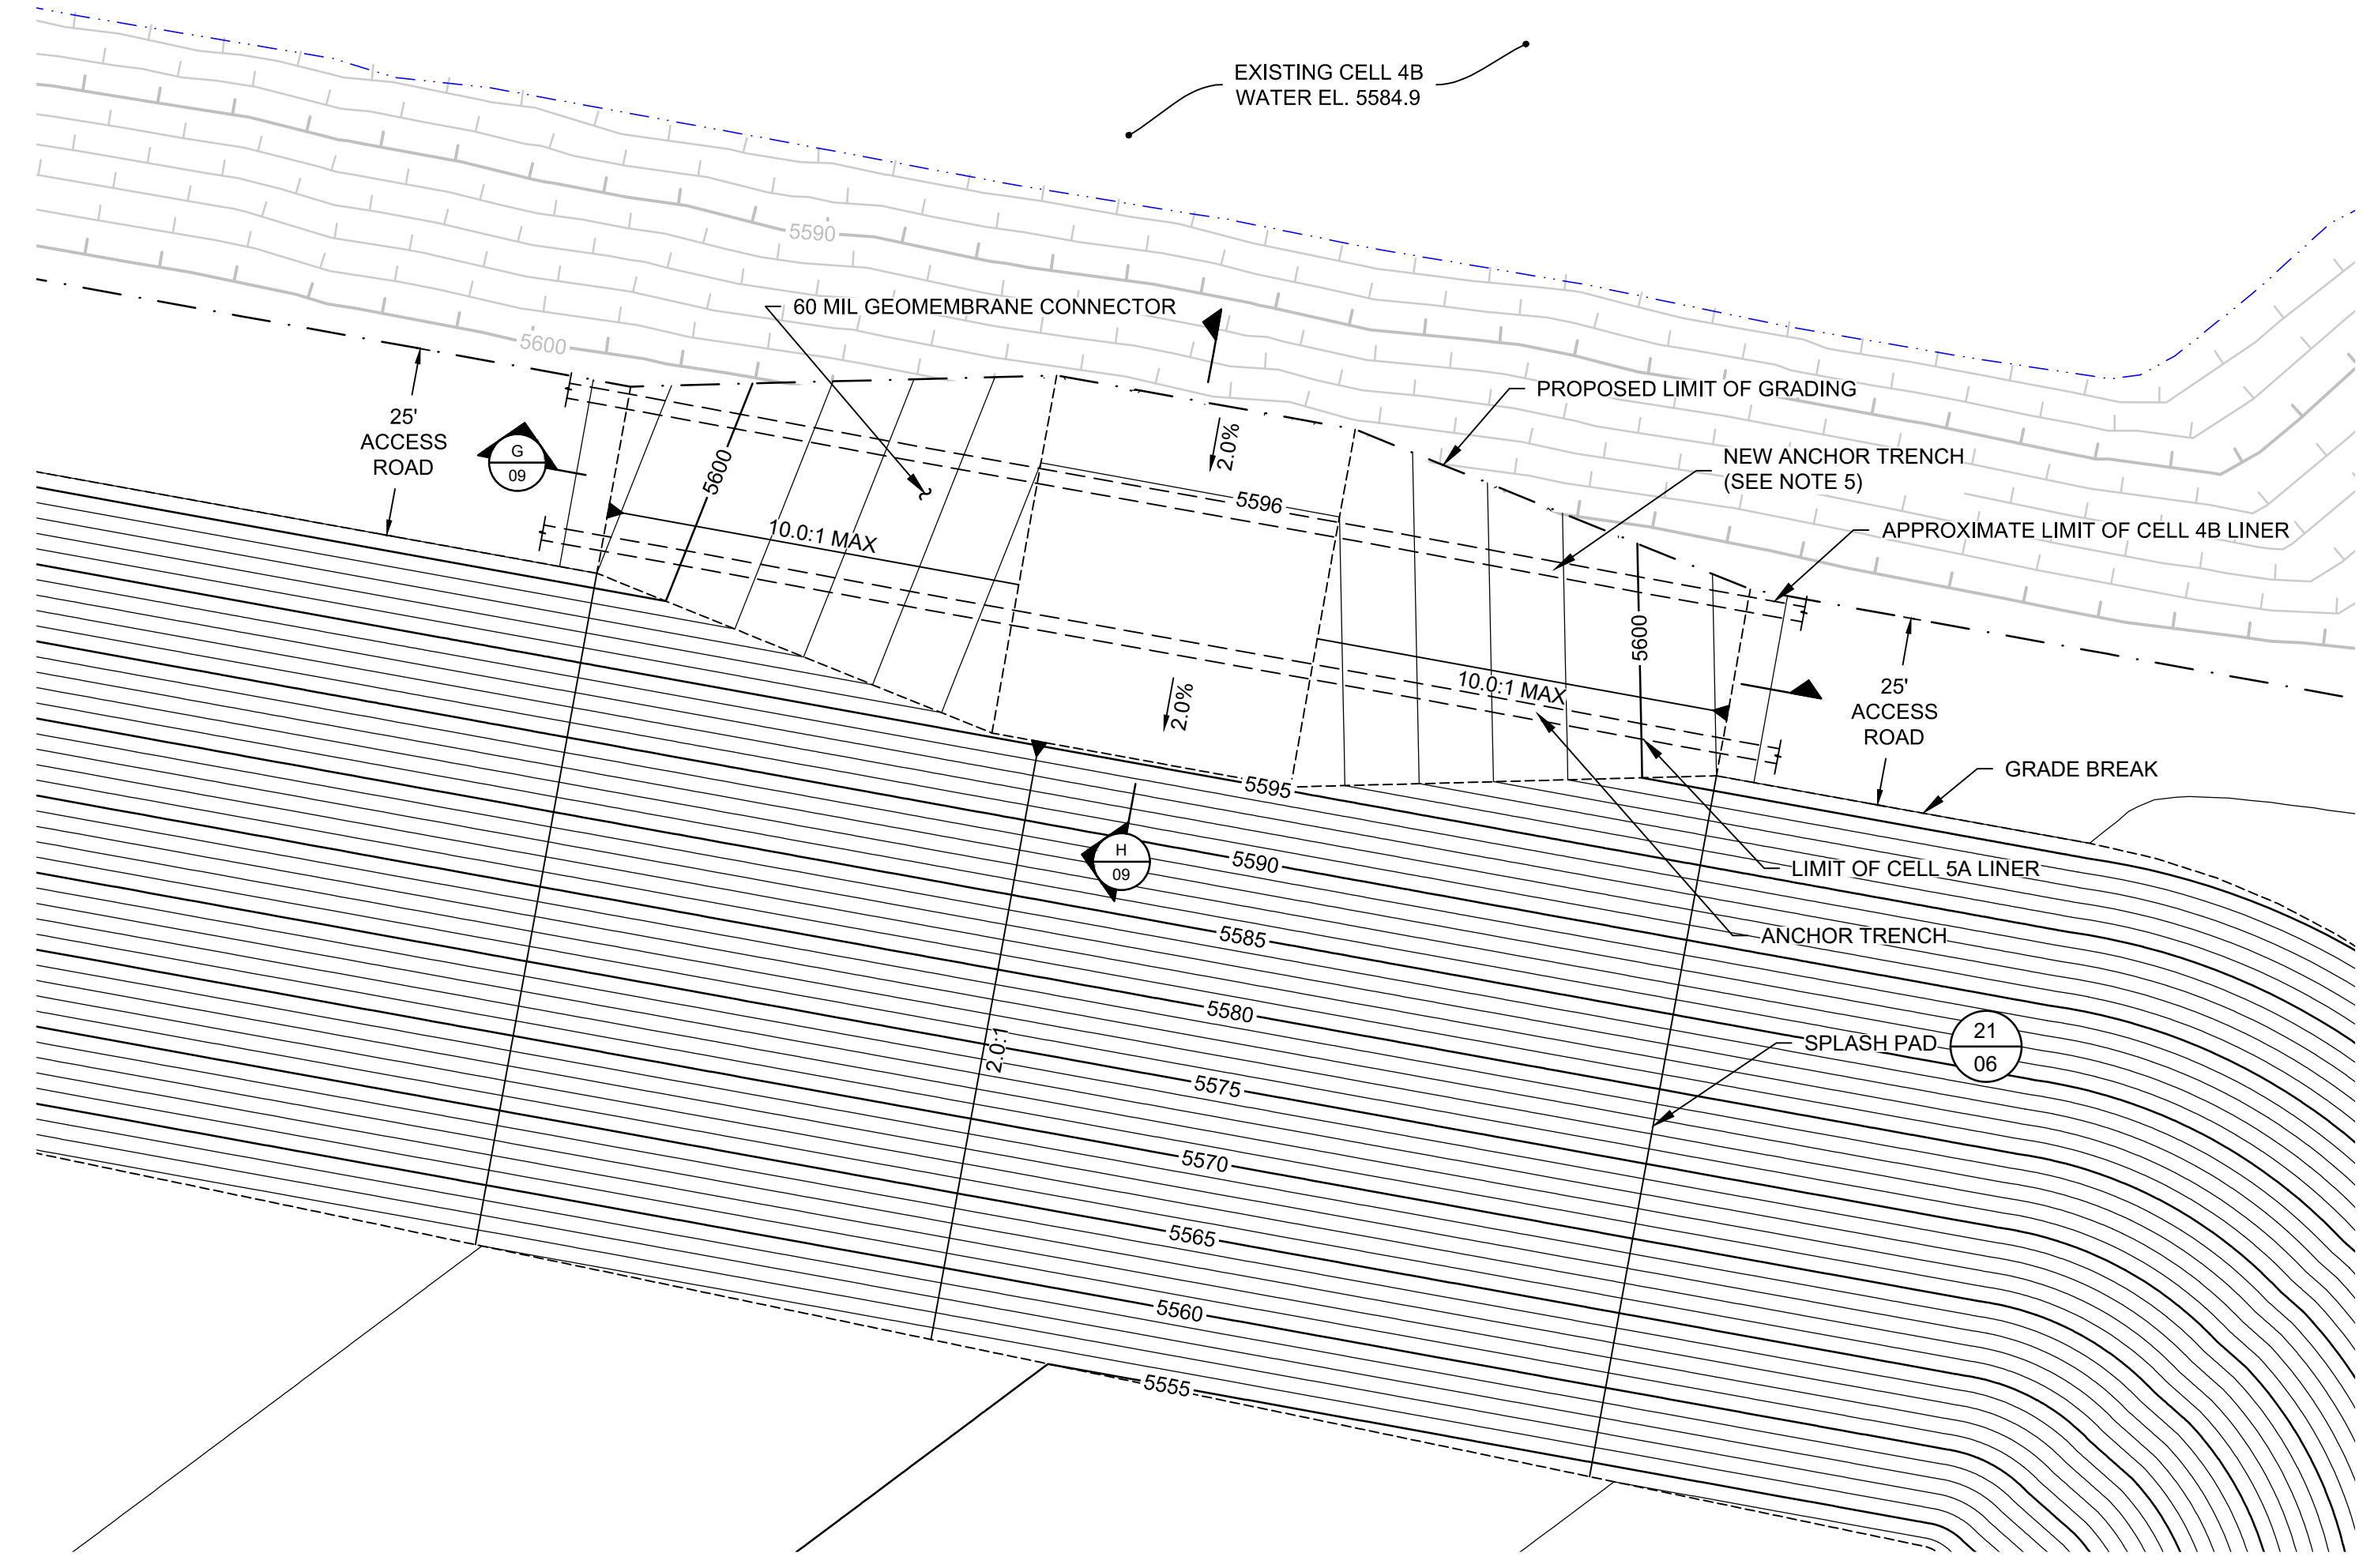 EXISTING CELL 4B
WATER EL. 5584.9
5590
60 MIL GEOMEMBRANE CONNECTOR
5600
PROPOSED LIMIT OF GRADING
25'
ACCESS
ROAD
G
09
2.0%
NEW ANCHOR TRENCH
(SEE NOTE 5)
5600
5596
10.0:1 MAX
APPROXIMATE LIMIT OF CELL 4B LINER
5600
10.0:1 MAX
2.0%
25'
ACCESS
ROAD
GRADE BREAK
5595
H
09
5590
LIMIT OF CELL 5A LINER
5585
ANCHOR TRENCH
5580
2.0:1
SPLASH PAD
21
06
5575
5570
5565
5560
5555